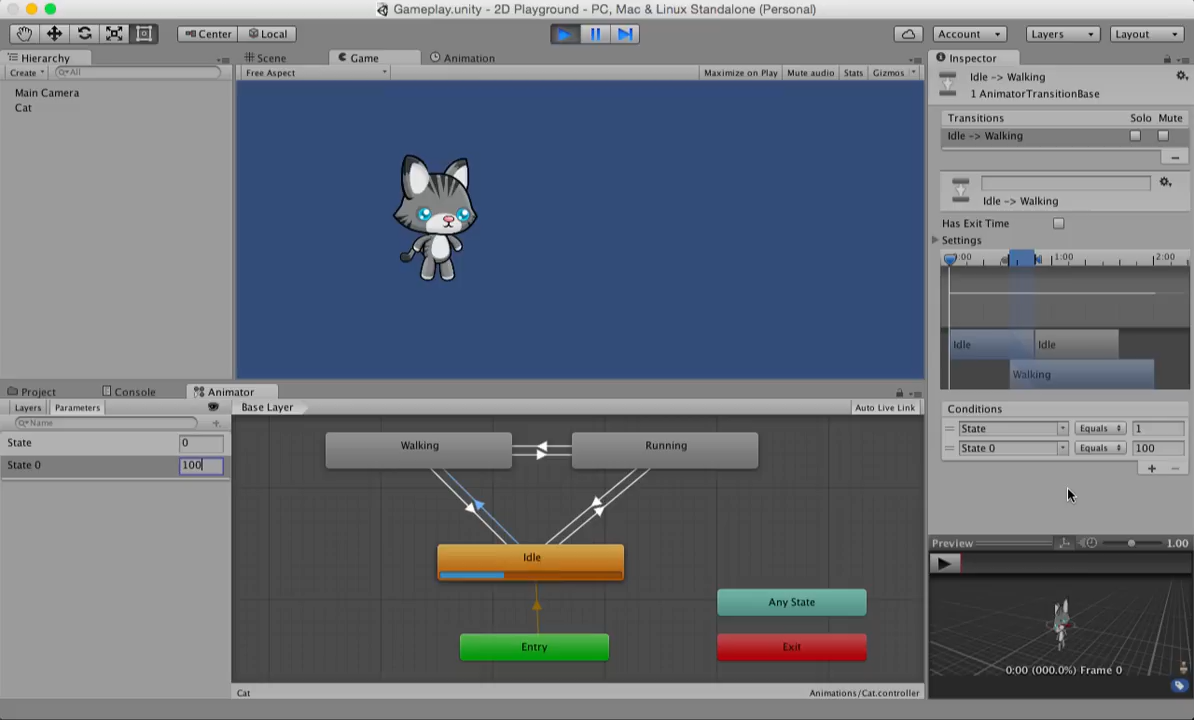 Gameplay.unity - 2D Playground - PC, Mac & Linux Standalone (Personal)
Center Local Account Layers Layout
Hierarchy
Create All
Main Camera
Cat
Scene Game Animation
Free Aspect Maximize on Play Mute audio Stats Gizmos
Inspector
Idle -> Walking
1 AnimatorTransitionBase
Transitions Solo Mute
Idle -> Walking
Idle -> Walking
Has Exit Time
Settings
0:00 1:00 2:00
Idle Idle
Walking
Conditions
State Equals 1
State 0 Equals 100
Preview 1.00
0:00 (000.0%) Frame 0
Project Console Animator
Layers Parameters Base Layer Auto Live Link
Name
State 0
State 0 100
Walking Running
Idle
Any State
Entry Exit
Cat Animations/Cat.controller